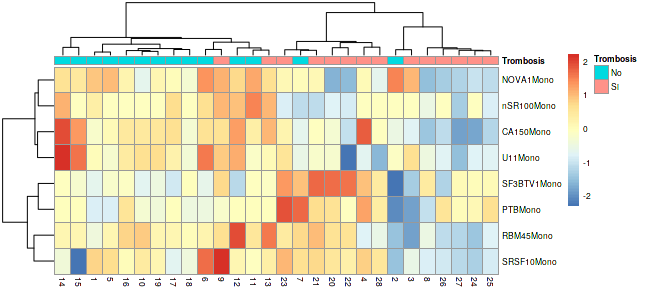 Trombosis
Trombosis
No
SI
2
1
0
-1
-2
NOVA1Mono
nSR100Mono
CA150Mono
U11Mono
SF3BTV1Mono
PTBMono
RBM45Mono
SRSF10Mono
14 15 1 5 16 10 19 17 18 6 9 12 11 13 23 7 21 20 22 4 28 2 3 8 26 27 24 25